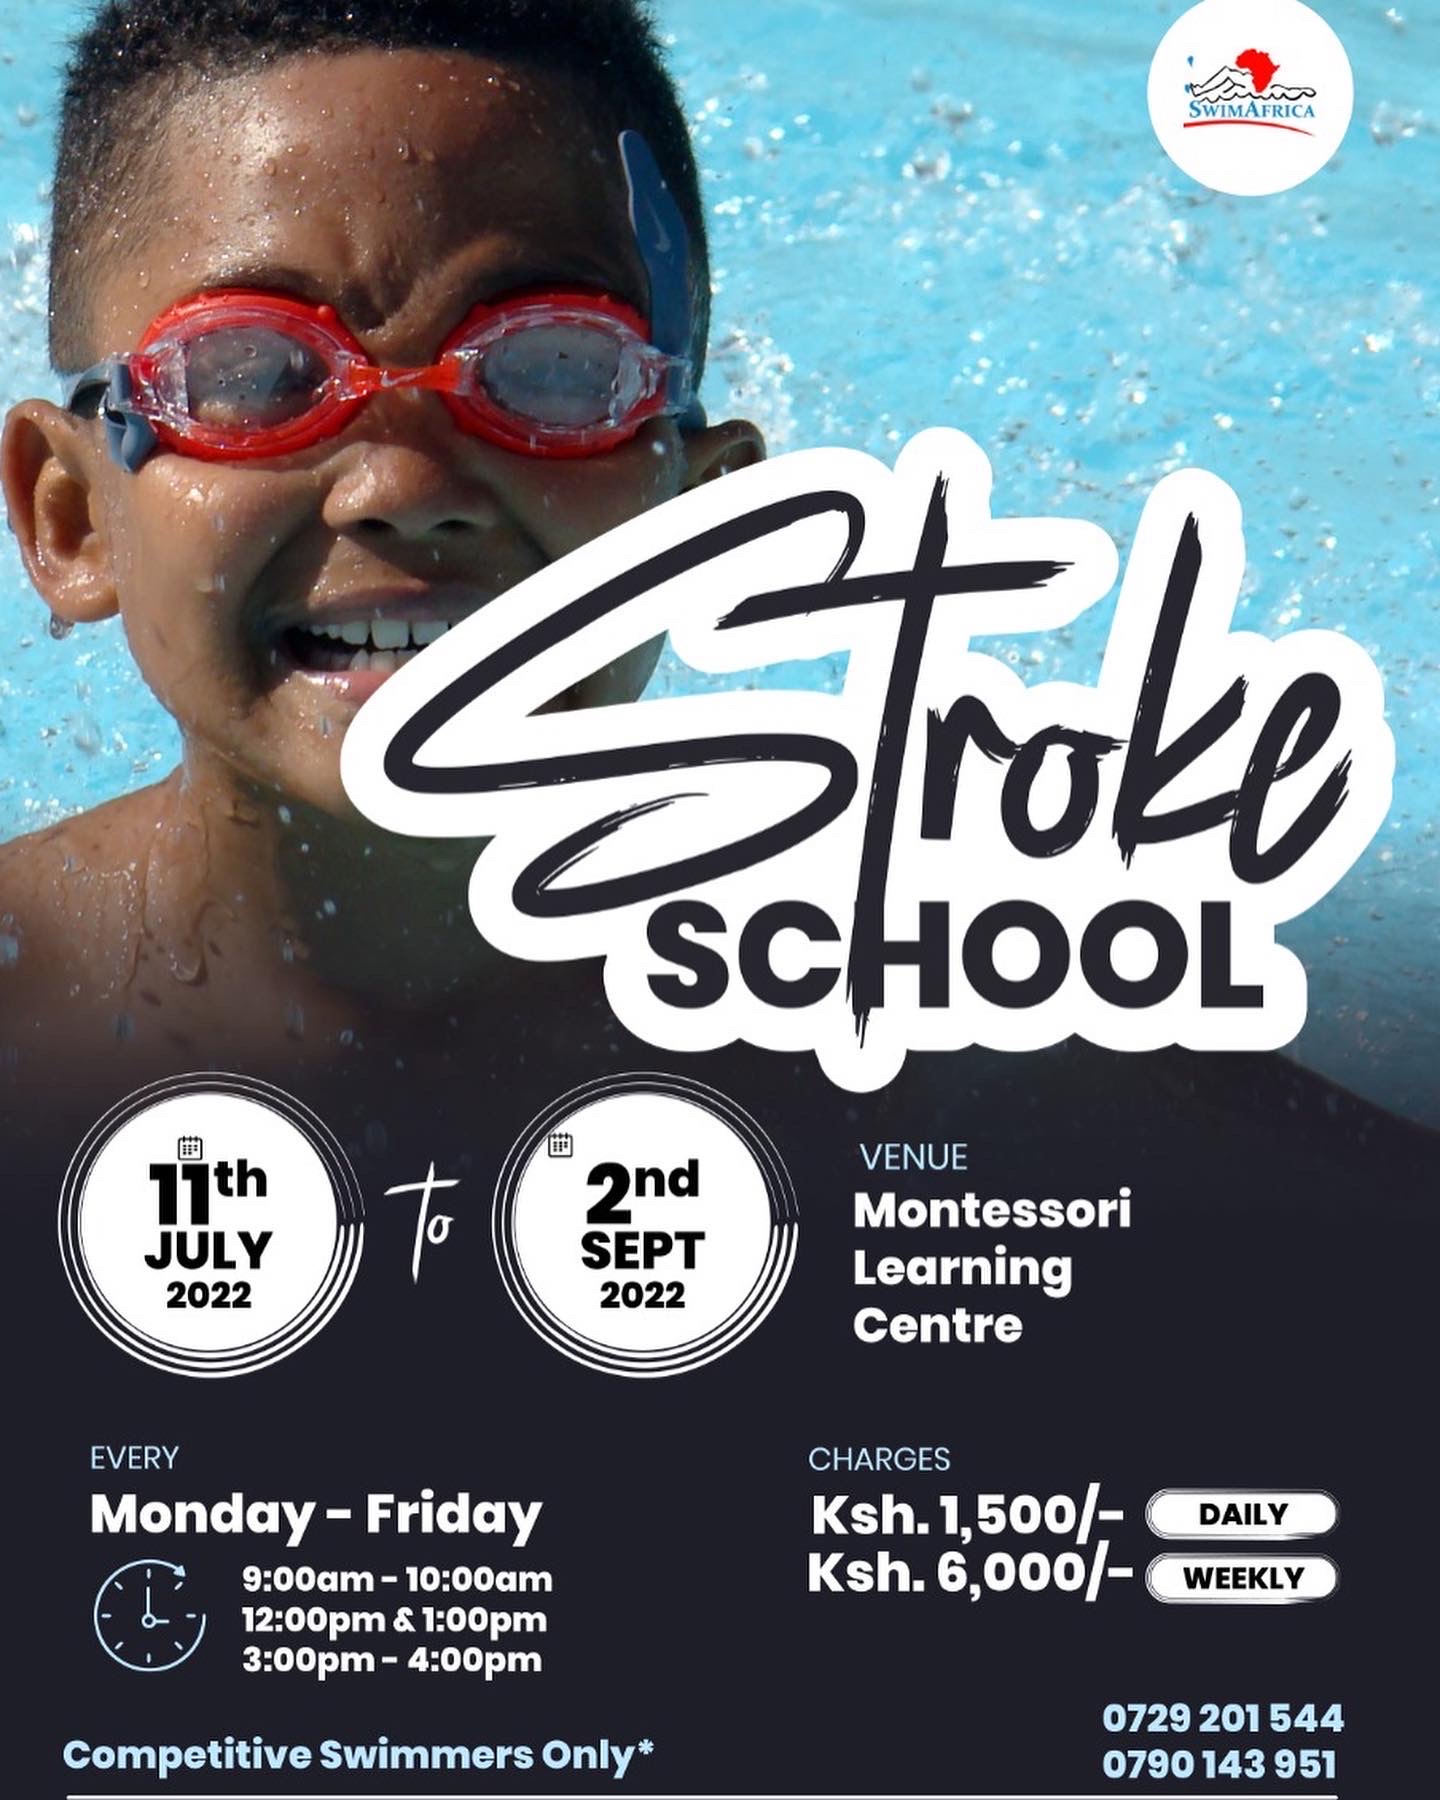 SWIMAFRICA
Stroke
SCHOOL
11th
JULY
2022
to
2nd
SEPT
2022
VENUE
Montessori
Learning
Centre
EVERY
Monday - Friday
9:00am - 10:00am
12:00pm & 1:00pm
3:00pm - 4:00pm
CHARGES
Ksh. 1,500/- DAILY
Ksh. 6,000/- WEEKLY
Competitive Swimmers Only*
0729 201 544
0790 143 951